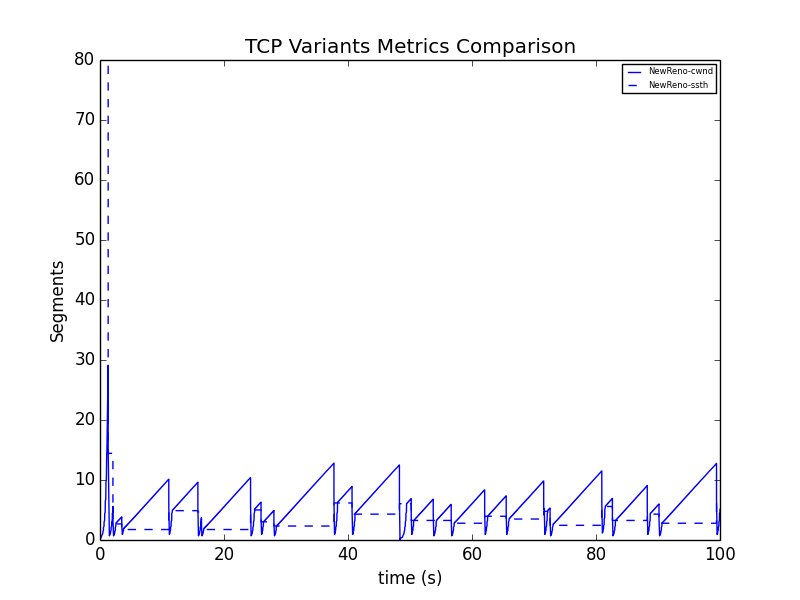 TCP Variants Metrics Comparison
NewReno-cwnd
NewReno-ssth
80
70
60
50
40
30
20
10
0
Segments
0 20 40 60 80 100
time (s)